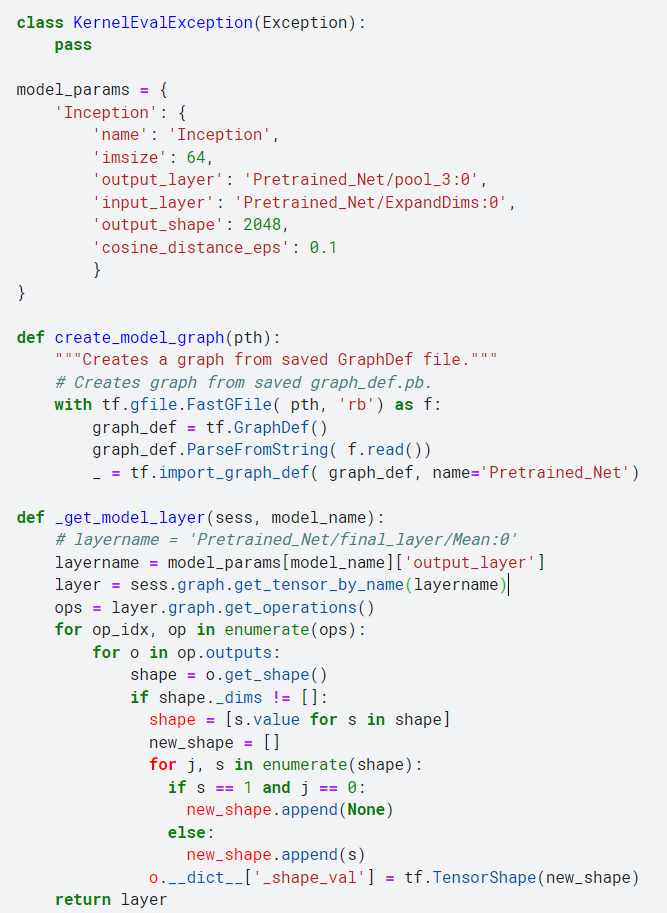 class KernelEvalException(Exception):
    pass

model_params = {
    'Inception': {
        'name': 'Inception',
        'imsize': 64,
        'output_layer': 'Pretrained_Net/pool_3:0',
        'input_layer': 'Pretrained_Net/ExpandDims:0',
        'output_shape': 2048,
        'cosine_distance_eps': 0.1
        }
}

def create_model_graph(pth):
    """Creates a graph from saved GraphDef file."""
    # Creates graph from saved graph_def.pb.
    with tf.gfile.FastGFile( pth, 'rb') as f:
        graph_def = tf.GraphDef()
        graph_def.ParseFromString( f.read())
        _ = tf.import_graph_def( graph_def, name='Pretrained_Net')

def _get_model_layer(sess, model_name):
    # layername = 'Pretrained_Net/final_layer/Mean:0'
    layername = model_params[model_name]['output_layer']
    layer = sess.graph.get_tensor_by_name(layername)
    ops = layer.graph.get_operations()
    for op_idx, op in enumerate(ops):
        for o in op.outputs:
            shape = o.get_shape()
            if shape._dims != []:
              shape = [s.value for s in shape]
              new_shape = []
              for j, s in enumerate(shape):
                if s == 1 and j == 0:
                  new_shape.append(None)
                else:
                  new_shape.append(s)
              o.__dict__['_shape_val'] = tf.TensorShape(new_shape)
    return layer